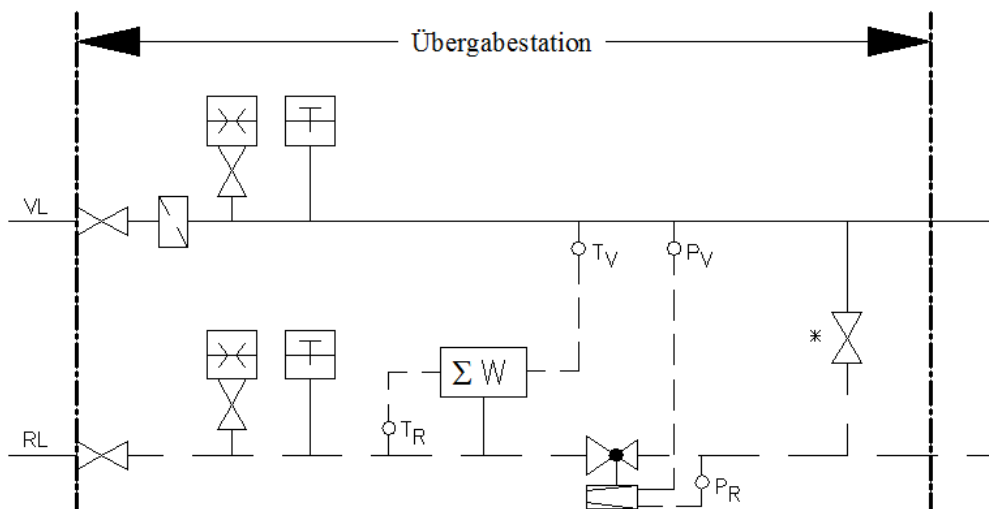 Übergabestation
VL
T_V
P_V
*
Σ W
T_R
RL
P_R